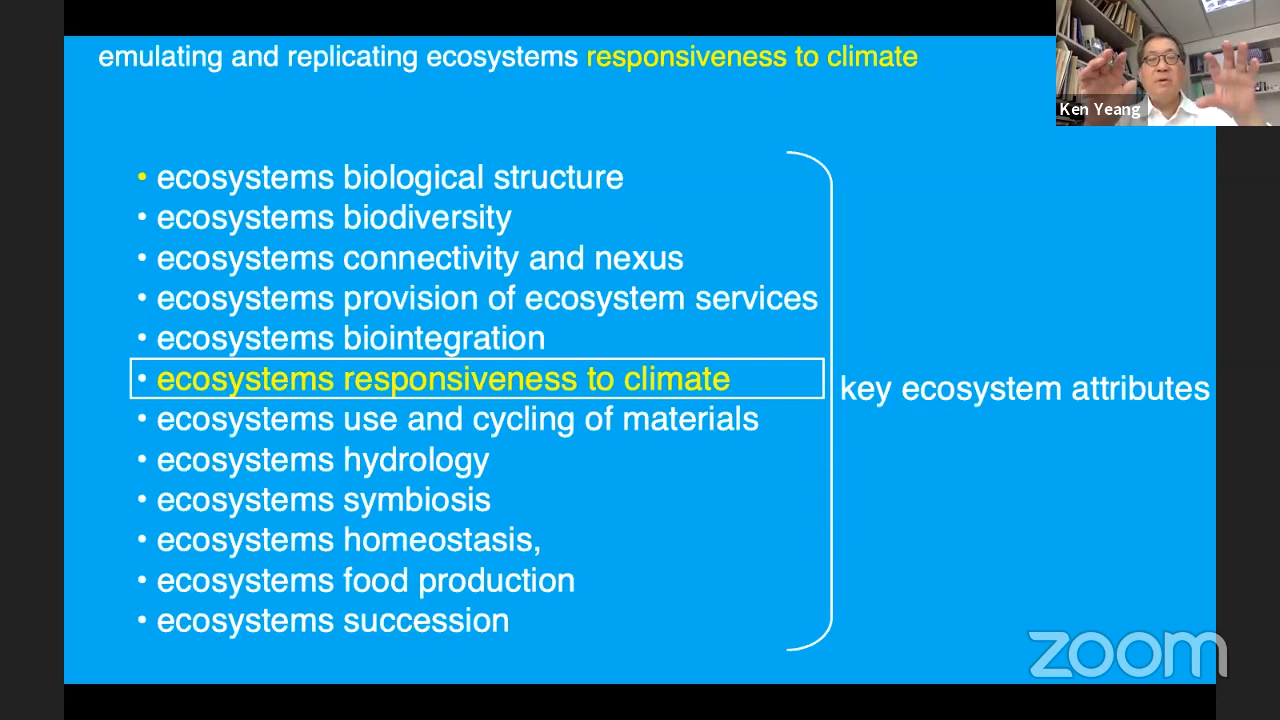 emulating and replicating ecosystems responsiveness to climate
Ken Yeang
• ecosystems biological structure
• ecosystems biodiversity
• ecosystems connectivity and nexus
• ecosystems provision of ecosystem services
• ecosystems biointegration
• ecosystems responsiveness to climate
• ecosystems use and cycling of materials
• ecosystems hydrology
• ecosystems symbiosis
• ecosystems homeostasis,
• ecosystems food production
• ecosystems succession
key ecosystem attributes
zoom